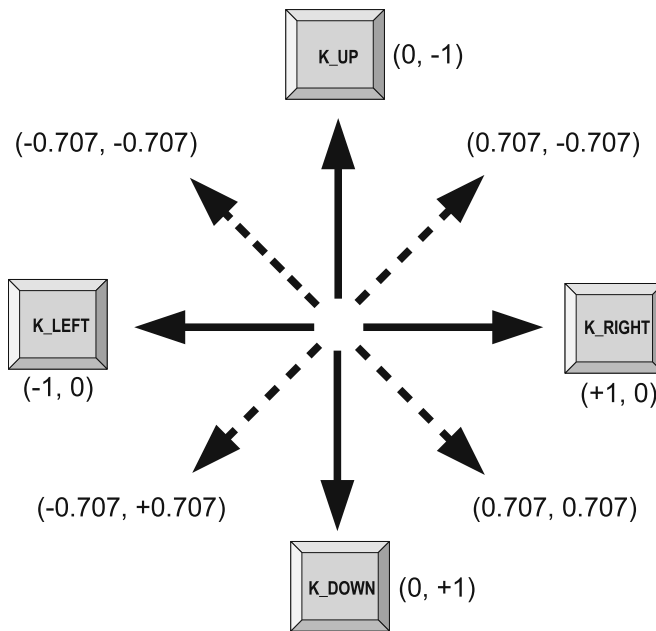 K_UP
(0, -1)
(-0.707, -0.707)
(0.707, -0.707)
K_LEFT
K_RIGHT
(-1, 0)
(+1, 0)
(-0.707, +0.707)
(0.707, 0.707)
K_DOWN
(0, +1)